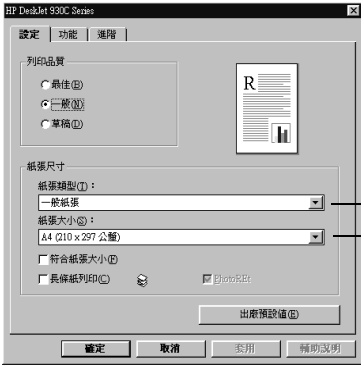 HP DeskJet 930C Series
設定 功能 進階
列印品質
最佳(B)
一般(N)
草稿(D)
R
紙張尺寸
紙張類型(T)：
一般紙張
紙張大小(S)：
A4 (210 x 297 公釐)
符合紙張大小(F)
長條紙列印(C) PhotoREt
出廠預設值(E)
確定 取消 套用 輔助說明